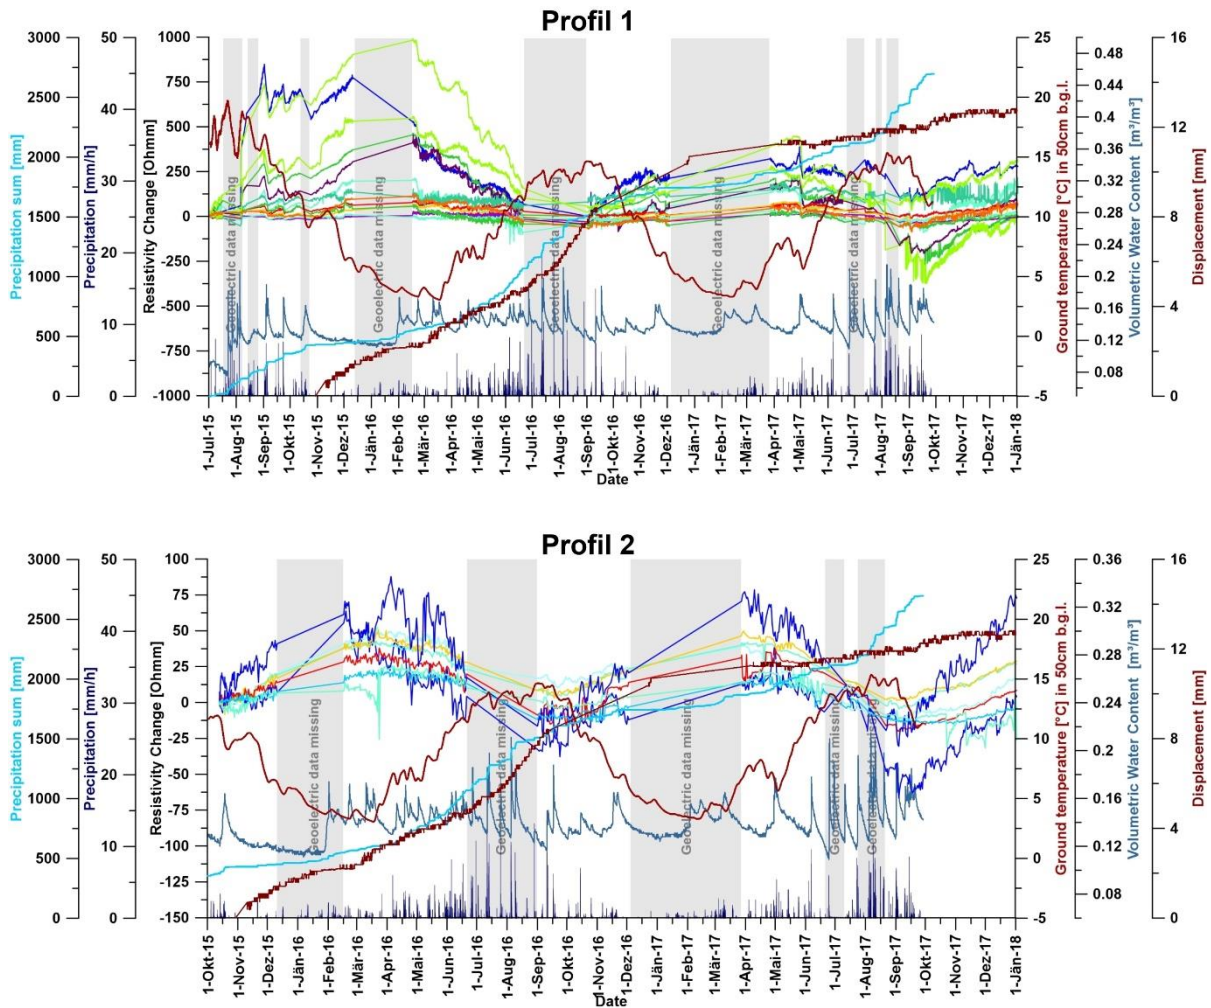 Profil 1
Precipitation sum [mm]
3000
2500
2000
1500
1000
500
0
Precipitation [mm/h]
50
40
30
20
10
0
Resistivity Change [Ohmm]
1000
750
500
250
0
-250
-500
-750
-1000
Geoelectric data missing
Geoelectric data missing
Geoelectric data missing
Geoelectric data missing
Geoelectric data missing
25
20
15
10
5
0
-5
Ground temperature [°C] in 50cm b.g.l.
0.48
0.44
0.4
0.36
0.32
0.28
0.24
0.2
0.16
0.12
0.08
Volumetric Water Content [m³/m³]
16
12
8
4
0
Displacement [mm]
1-Jul-15
1-Aug-15
1-Sep-15
1-Okt-15
1-Nov-15
1-Dez-15
1-Jän-16
1-Feb-16
1-Mär-16
1-Apr-16
1-Mai-16
1-Jun-16
1-Jul-16
1-Aug-16
1-Sep-16
1-Okt-16
1-Nov-16
1-Dez-16
1-Jän-17
1-Feb-17
1-Mär-17
1-Apr-17
1-Mai-17
1-Jun-17
1-Jul-17
1-Aug-17
1-Sep-17
1-Okt-17
1-Nov-17
1-Dez-17
1-Jän-18
Date
Profil 2
Precipitation sum [mm]
3000
2500
2000
1500
1000
500
0
Precipitation [mm/h]
50
40
30
20
10
0
Resistivity Change [Ohmm]
100
75
50
25
0
-25
-50
-75
-100
-125
-150
Geoelectric data missing
Geoelectric data missing
Geoelectric data missing
Geoelectric data missing
Geoelectric data missing
25
20
15
10
5
0
-5
Ground temperature [°C] in 50cm b.g.l.
0.36
0.32
0.28
0.24
0.2
0.16
0.12
0.08
Volumetric Water Content [m³/m³]
16
12
8
4
0
Displacement [mm]
1-Okt-15
1-Nov-15
1-Dez-15
1-Jän-16
1-Feb-16
1-Mär-16
1-Apr-16
1-Mai-16
1-Jun-16
1-Jul-16
1-Aug-16
1-Sep-16
1-Okt-16
1-Nov-16
1-Dez-16
1-Jän-17
1-Feb-17
1-Mär-17
1-Apr-17
1-Mai-17
1-Jun-17
1-Jul-17
1-Aug-17
1-Sep-17
1-Okt-17
1-Nov-17
1-Dez-17
1-Jän-18
Date